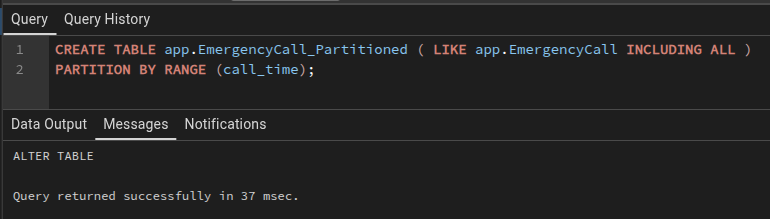 Query Query History
1 CREATE TABLE app.EmergencyCall_Partitioned ( LIKE app.EmergencyCall INCLUDING ALL )
2 PARTITION BY RANGE (call_time);
Data Output Messages Notifications
ALTER TABLE
Query returned successfully in 37 msec.